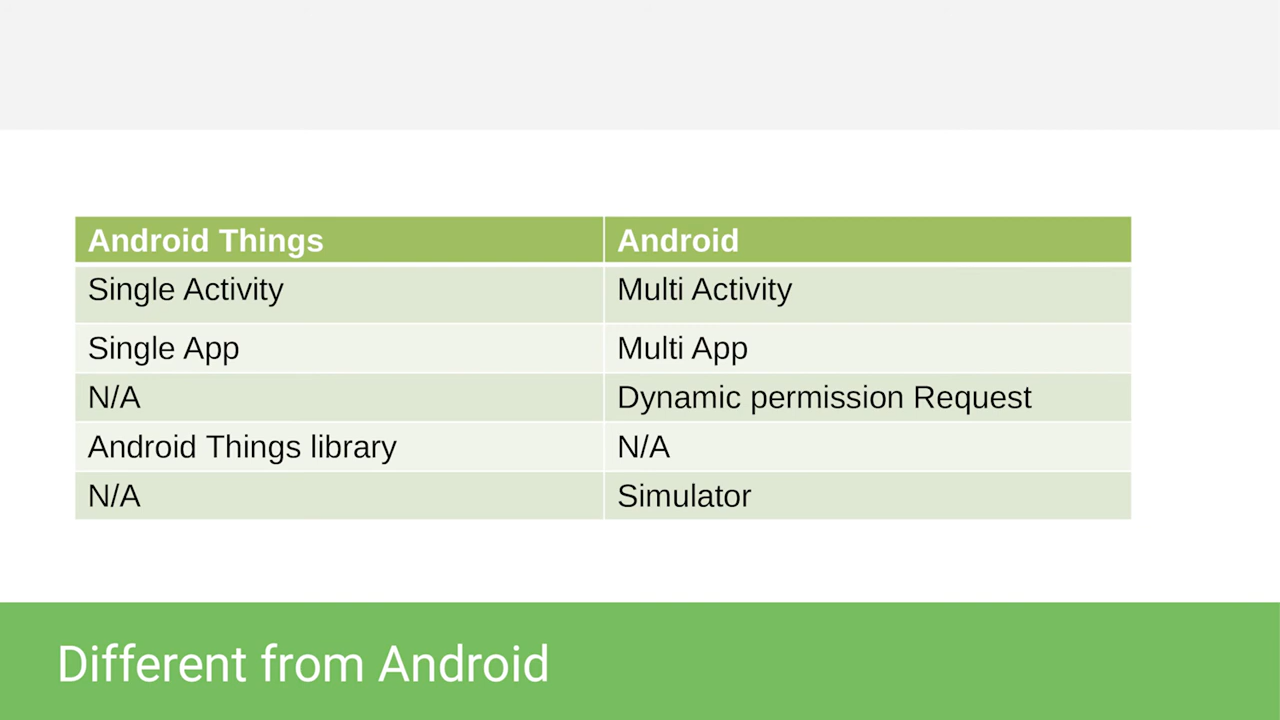 Android Things Android
Single Activity Multi Activity
Single App Multi App
N/A Dynamic permission Request
Android Things library N/A
N/A Simulator
Different from Android